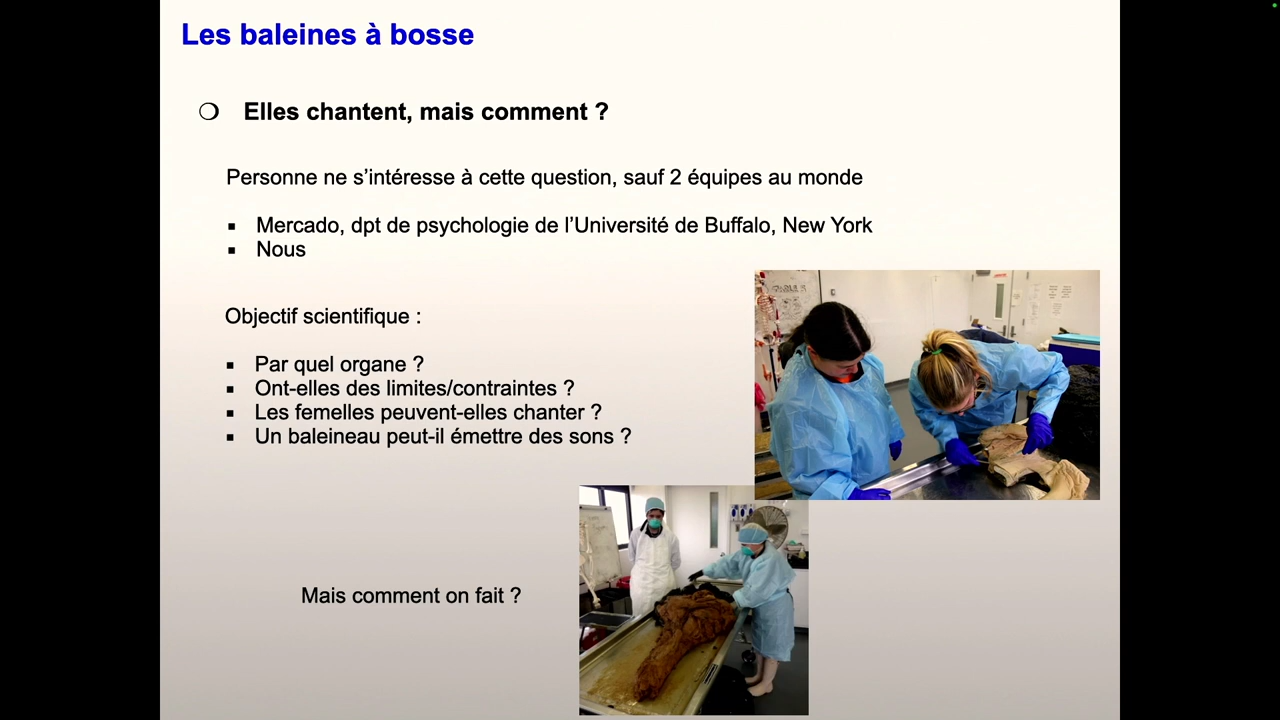 Les baleines à bosse
Elles chantent, mais comment ?
Personne ne s’intéresse à cette question, sauf 2 équipes au monde
Mercado, dpt de psychologie de l’Université de Buffalo, New York
Nous
Objectif scientifique :
Par quel organe ?
Ont-elles des limites/contraintes ?
Les femelles peuvent-elles chanter ?
Un baleineau peut-il émettre des sons ?
Mais comment on fait ?